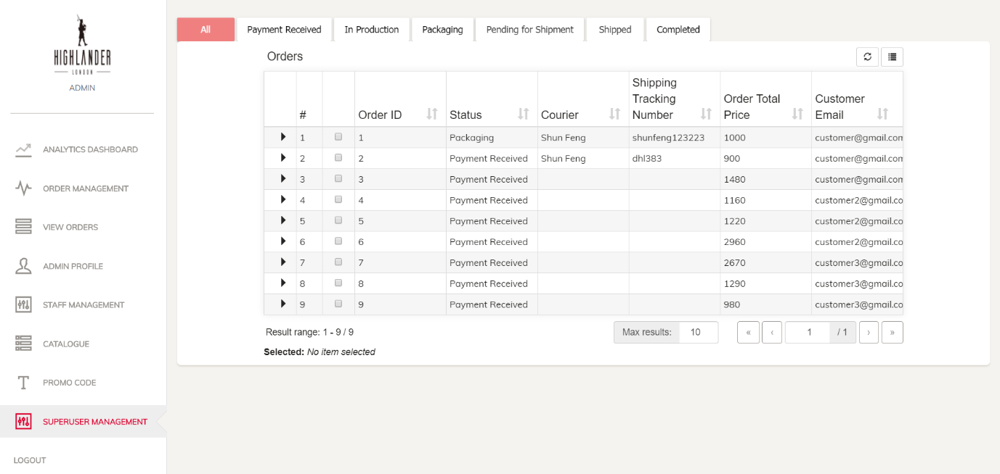 HIGHLANDER
LONDON
ADMIN
ANALYTICS DASHBOARD
ORDER MANAGEMENT
VIEW ORDERS
ADMIN PROFILE
STAFF MANAGEMENT
CATALOGUE
PROMO CODE
SUPERUSER MANAGEMENT
LOGOUT
All Payment Received In Production Packaging Pending for Shipment Shipped Completed
Orders
# Order ID Status Courier Shipping Tracking Number Order Total Price Customer Email
1 1 Packaging Shun Feng shunfeng123223 1000 customer@gmail.com
2 2 Payment Received Shun Feng dhl383 900 customer@gmail.com
3 3 Payment Received 1480 customer@gmail.com
4 4 Payment Received 1160 customer2@gmail.co
5 5 Payment Received 1220 customer2@gmail.co
6 6 Payment Received 2960 customer2@gmail.co
7 7 Payment Received 2670 customer3@gmail.co
8 8 Payment Received 1290 customer3@gmail.co
9 9 Payment Received 980 customer3@gmail.co
Result range: 1 - 9 / 9 Max results: 10 « ‹ 1 / 1 › »
Selected: No item selected